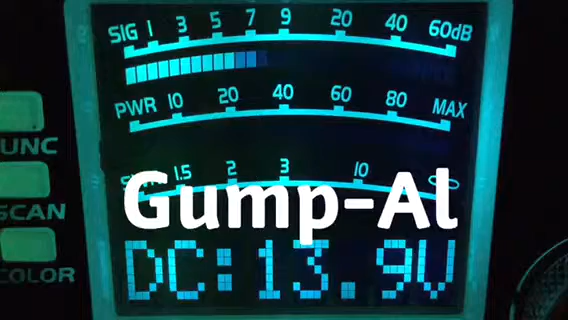 SIG 1 3 5 7 9 20 40 60dB
PWR 10 20 40 60 80 MAX
1.5 2 3 10 ∞
Gump-Al
DC:13.9V
UNC
SCAN
COLOR